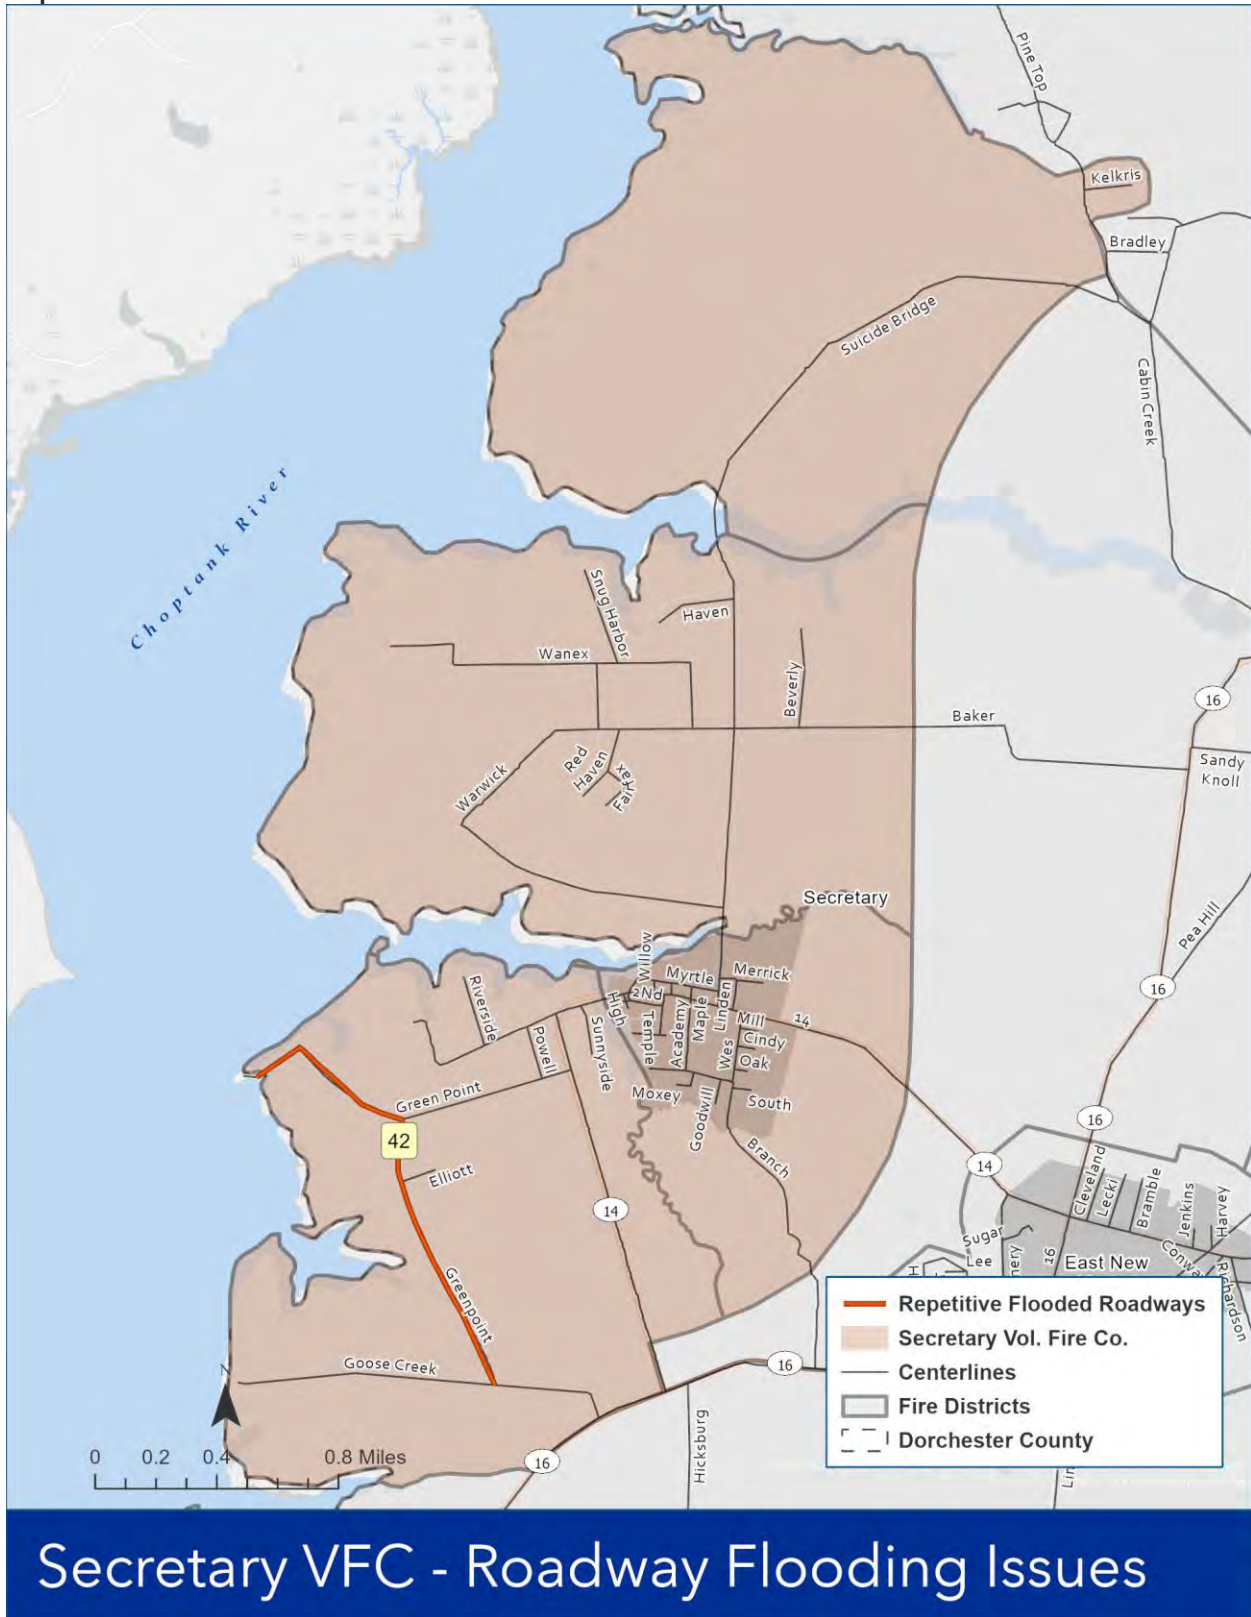 Pine Top
Kelkris
Bradley
Suicide Bridge
Cabin Creek
Choptank River
Snug Harbor
Haven
Wanex
Beverly
16
Baker
Red
Haven
Fairfax
Sandy
Knoll
Warwick
Secretary
Pea Hill
Willow
Myrtle
Merrick
Riverside
2Nd
High
Linden
Maple
Academy
Temple
Mill
14
16
Sunnyside
Powell
Cindy
Wes
Oak
Green Point
Moxey
Goodwill
South
16
42
Branch
14
Elliott
14
Cleveland
Lecki
Bramble
Jenkins
Harvey
Sugar
Lee
16
East New
Conwa
Richardson
mery
H
Greenpoint
Goose Creek
16
Hicksburg
16
Lin
N
0 0.2 0.4 0.8 Miles
Repetitive Flooded Roadways
Secretary Vol. Fire Co.
Centerlines
Fire Districts
Dorchester County
Secretary VFC - Roadway Flooding Issues